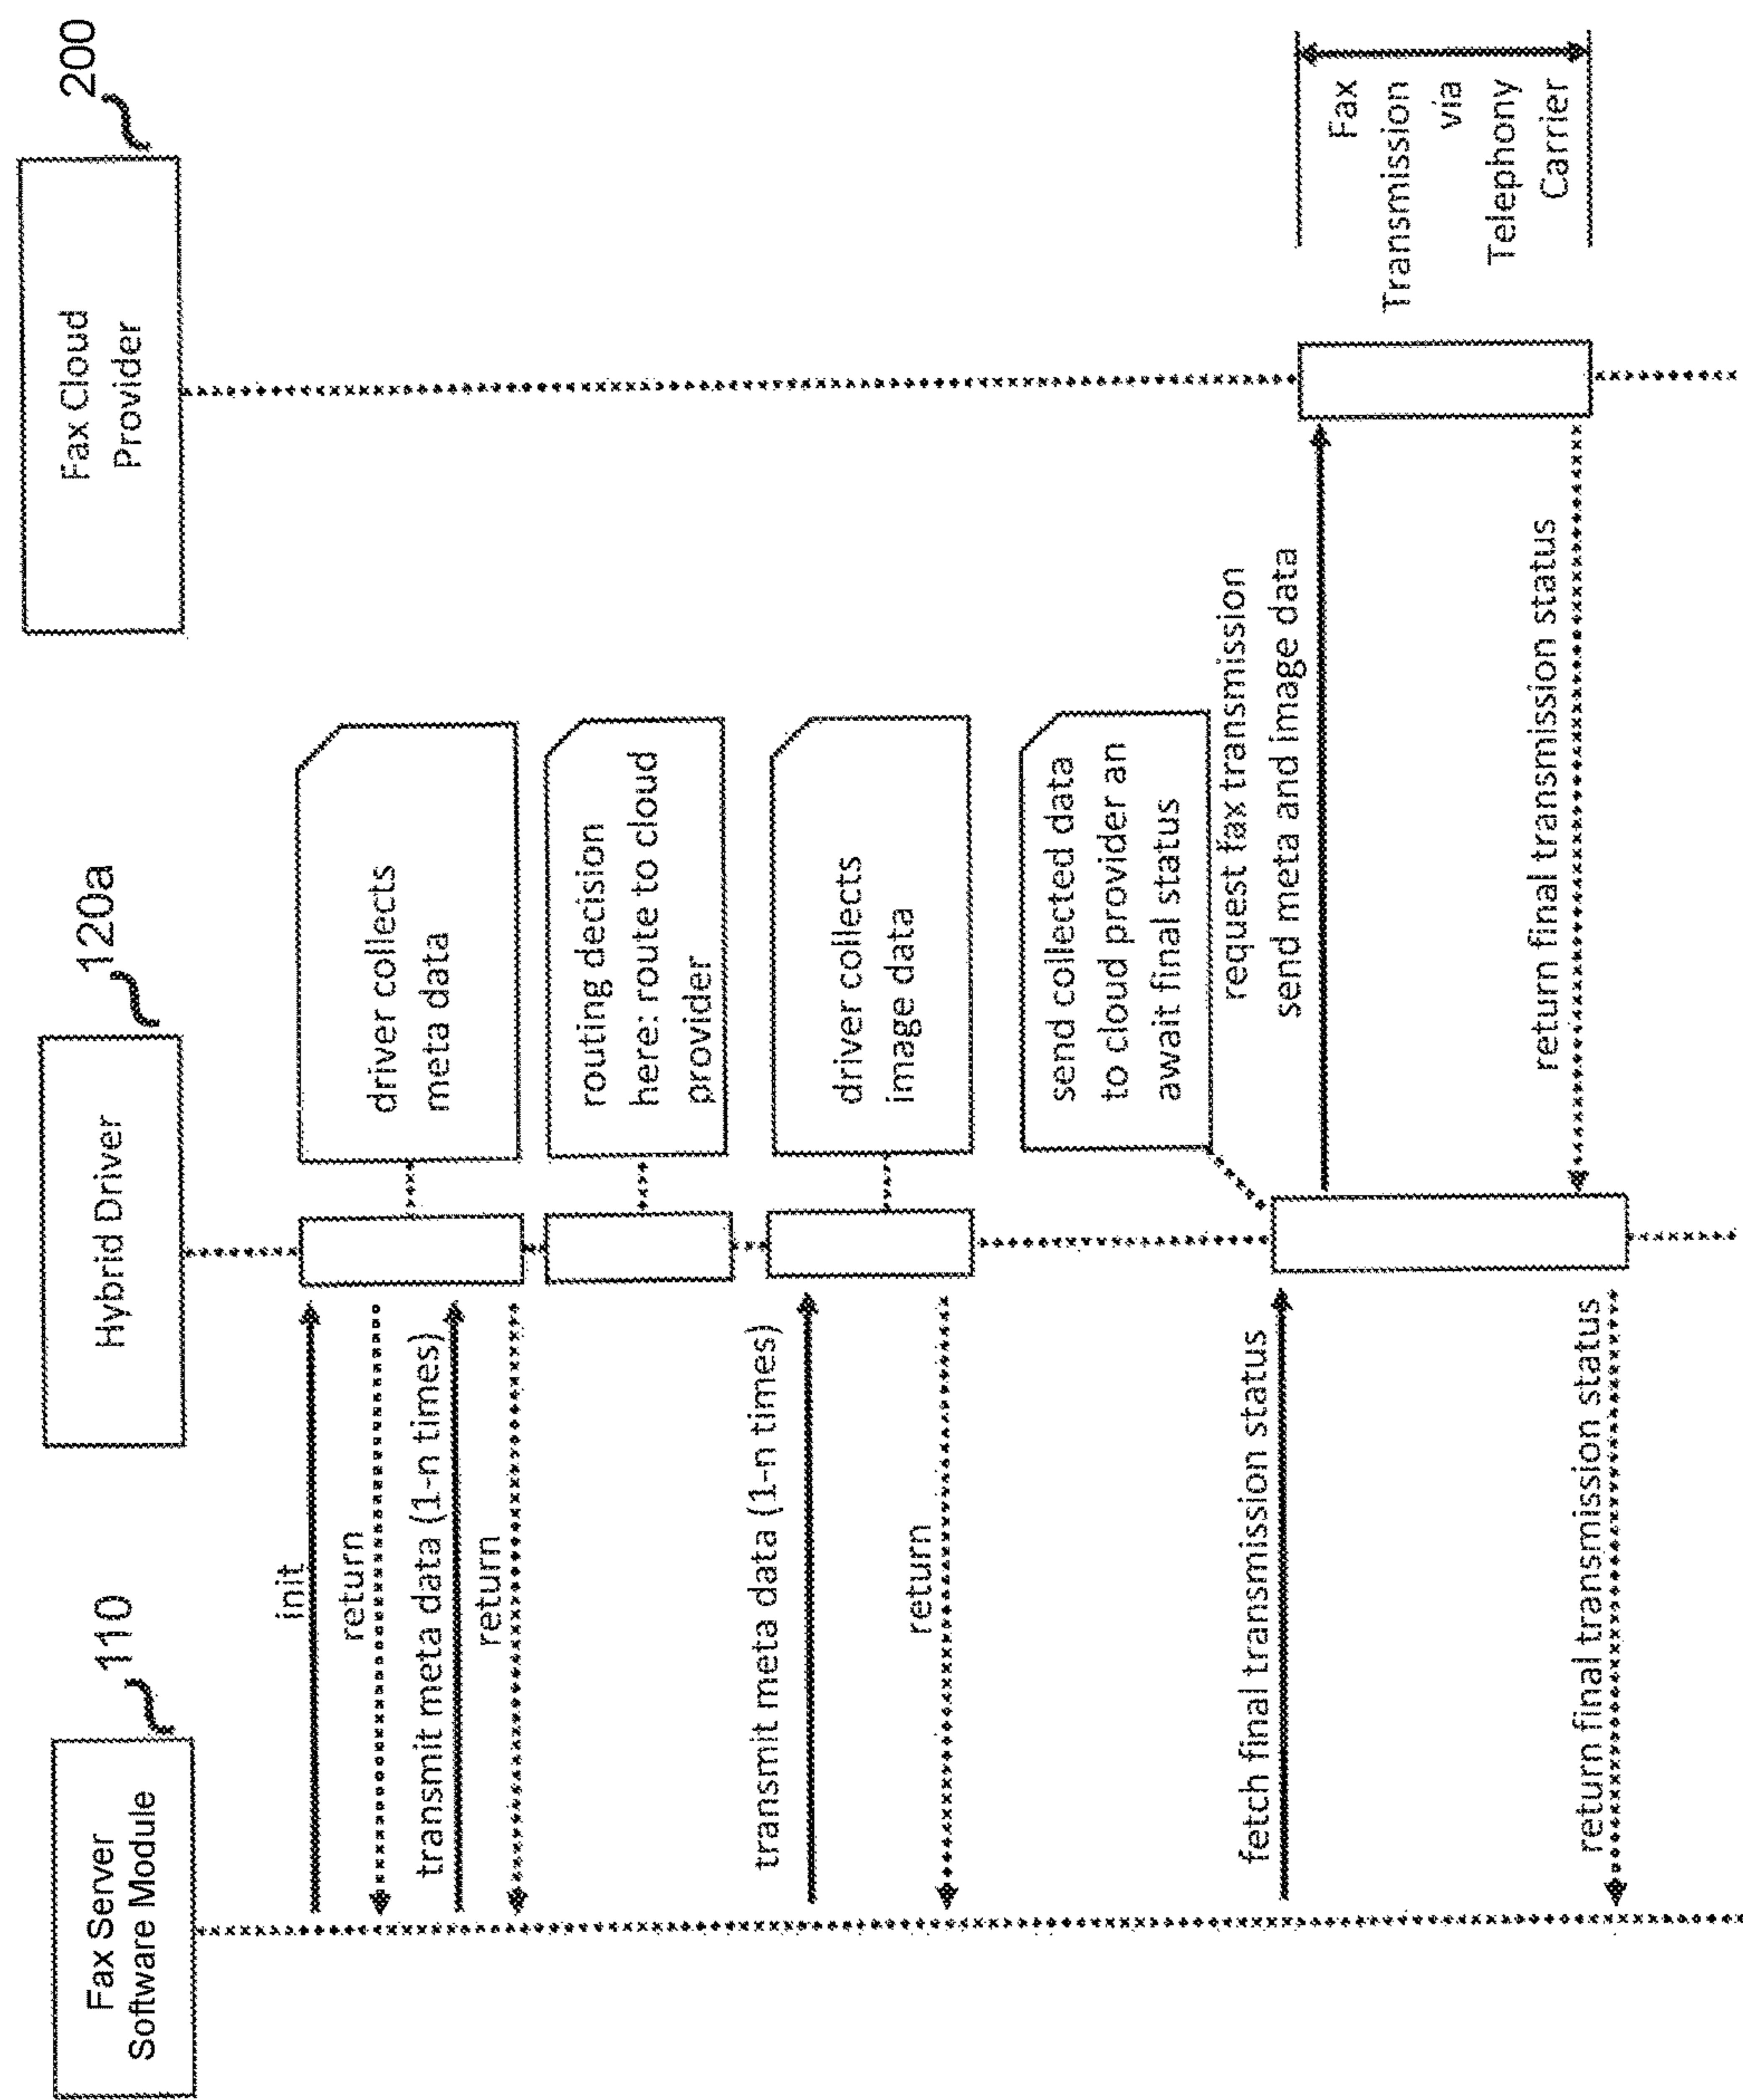 Fax Server
Software Module
110
Hybrid Driver
120a
Fax Cloud
Provider
200
init
return
transmit meta data (1-n times)
return
driver collects
meta data
routing decision
here: route to cloud
provider
transmit meta data (1-n times)
return
driver collects
image data
send collected data
to cloud provider an
await final status
fetch final transmission status
request fax transmission
send meta and image data
Fax
Transmission
via
Telephony
Carrier
return final transmission status
return final transmission status